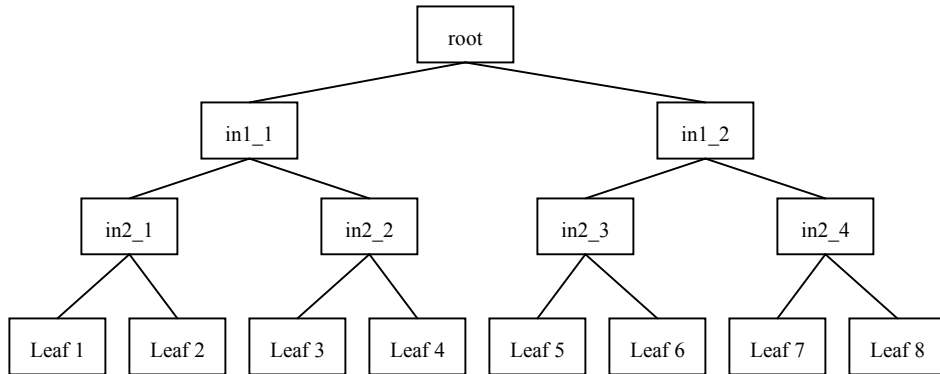 root
in1_1
in1_2
in2_1
in2_2
in2_3
in2_4
Leaf 1
Leaf 2
Leaf 3
Leaf 4
Leaf 5
Leaf 6
Leaf 7
Leaf 8